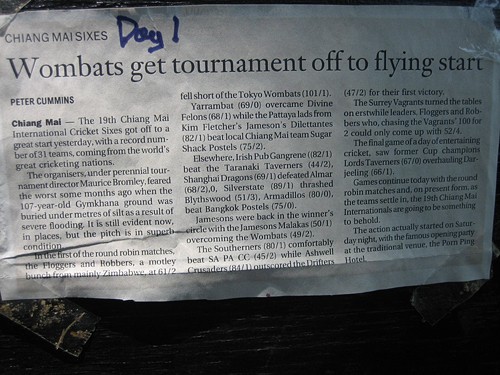 CHIANG MAI SIXES
Day 1
Wombats get tournament off to flying start
PETER CUMMINS
Chiang Mai — The 19th Chiang Mai
International Cricket Sixes got off to a
great start yesterday, with a record num-
ber of 31 teams, coming from the world's
great cricketing nations.
The organisers, under perennial tour-
nament director Maurice Bromley, feared
the worst some months ago when the
107-year-old Gymkhana ground was
buried under metres of silt as a result of
severe flooding. It is still evident now,
in places, but the pitch is in superb
condition.
In the first of the round robin matches,
the Floggers and Robbers, a motley
bunch from mainly Zimbabwe, at 61/2
fell short of the Tokyo Wombats (101/1).
Yarrambat (69/0) overcame Divine
Felons (68/1) while the Pattaya lads from
Kim Fletcher's Jameson's Dilettantes
(82/1) beat local Chiang Mai team Sugar
Shack Postels (75/2).
Elsewhere, Irish Pub Gangrene ((82/1)
beat the Taranaki Taverners (44/2),
Shanghai Dragons (69/1) defeated Almar
(68/2),0, Silverstate (89/1) thrashed
Blythswood (51/3), Armadillos (80/0),
beat Bangkok Postels (75/0).
Jamesons were back in the winner's
circle with the Jamesons Malakas (50/1)
overcoming the Wombats (49/2).
The Southerners (80/1) comfortably
beat SA PA CC (45/2) while Ashwell
Crusaders (84/1) outscored the Drifters
(47/2) for their first victory.
The Surrey Vagrants turned the tables
on erstwhile leaders, Floggers and Rob-
bers who, chasing the Vagrants' 100 for
2 could only come up with 52/4.
The final game of a day of entertaining
cricket, saw former Cup champions
Lords Taverners (67/0) overhauling Dar-
jeeling (66/1).
Games continue today with the round
robin matches and, on present form, as
the teams settle in, the 19th Chiang Mai
Internationals are going to be something
to behold.
The action actually started on Satur-
day night, with the famous opening party
at the traditional venue, the Porn Ping
Hotel.